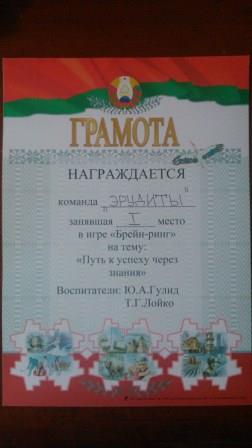 ГРАМОТА
НАГРАЖДАЕТСЯ
команда "ЭРУДИТЫ"
занявшая I место
в игре «Брейн-ринг»
на тему:
«Путь к успеху через
знания»
Воспитатели: Ю.А.Гулид
Т.Г.Лойко